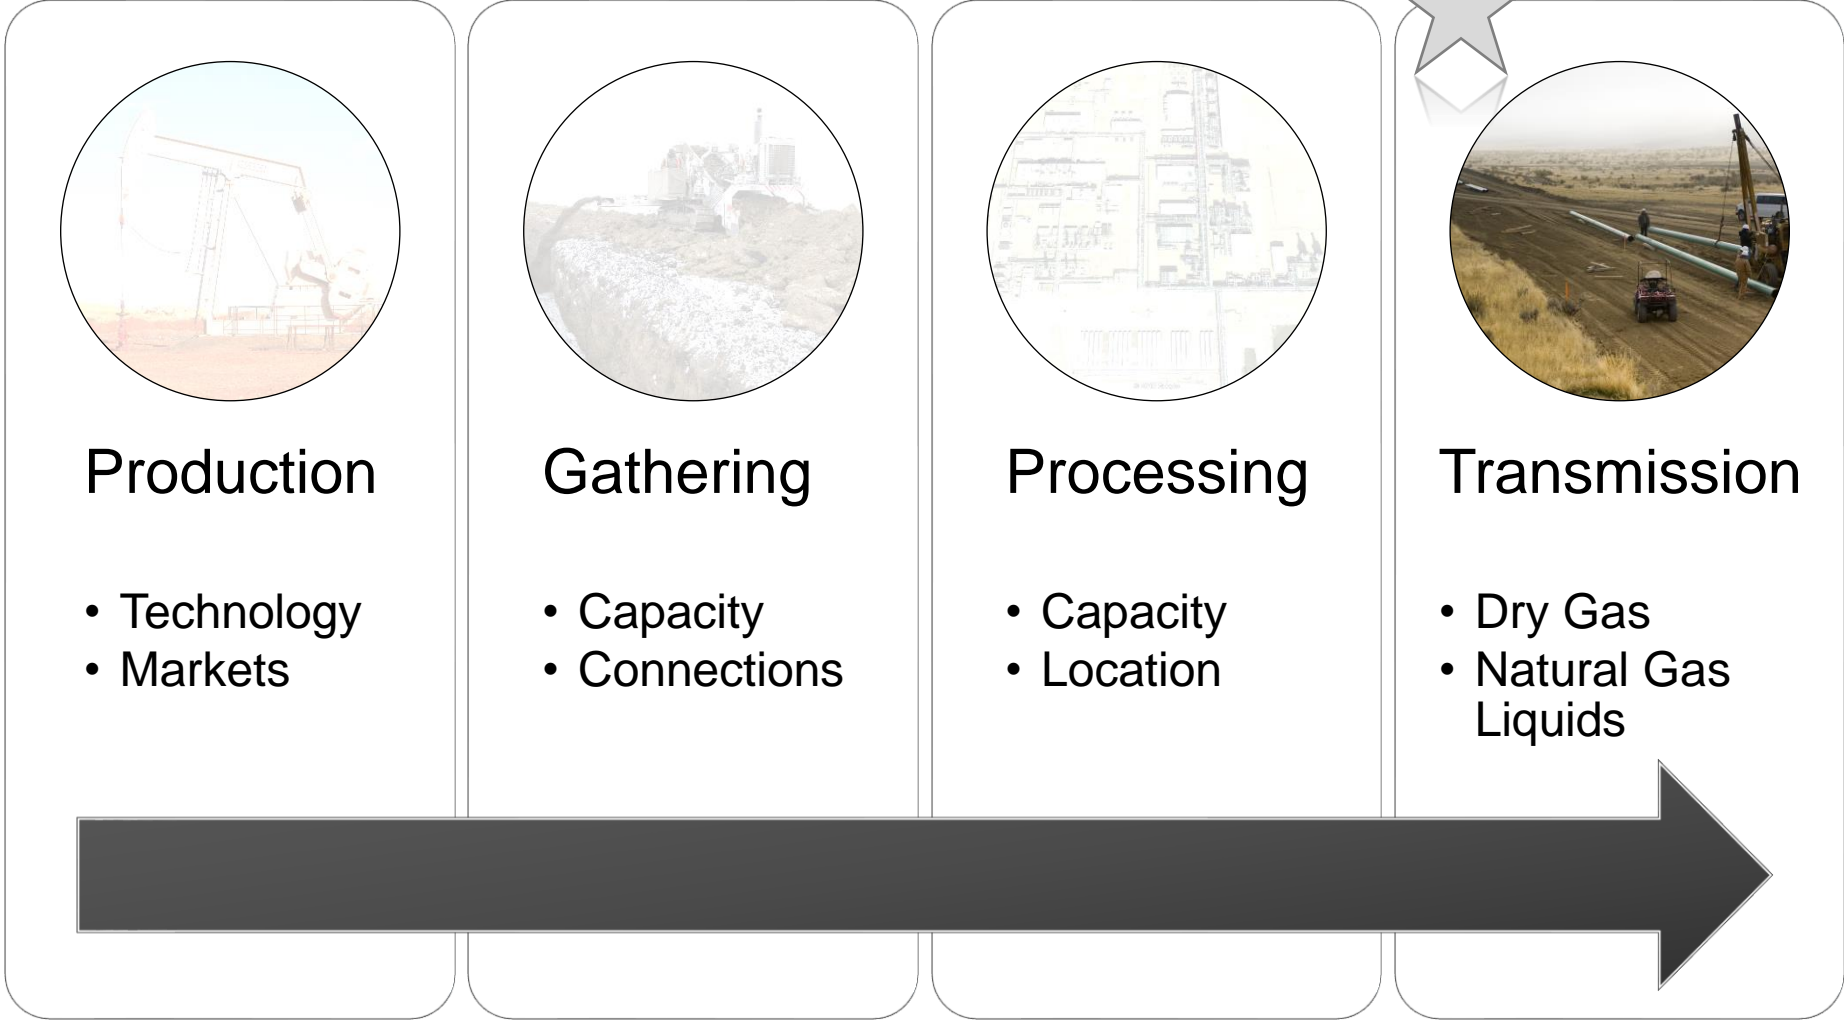 Production
• Technology
• Markets
Gathering
• Capacity
• Connections
Processing
• Capacity
• Location
Transmission
• Dry Gas
• Natural Gas
Liquids